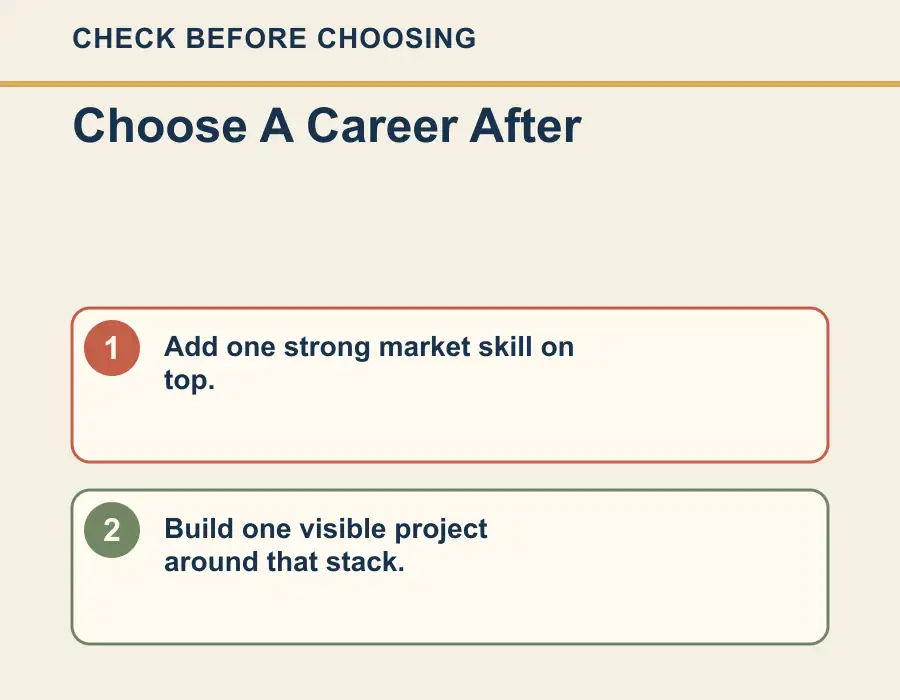 CHECK BEFORE CHOOSING
Choose A Career After
1
Add one strong market skill on
top.
2
Build one visible project
around that stack.